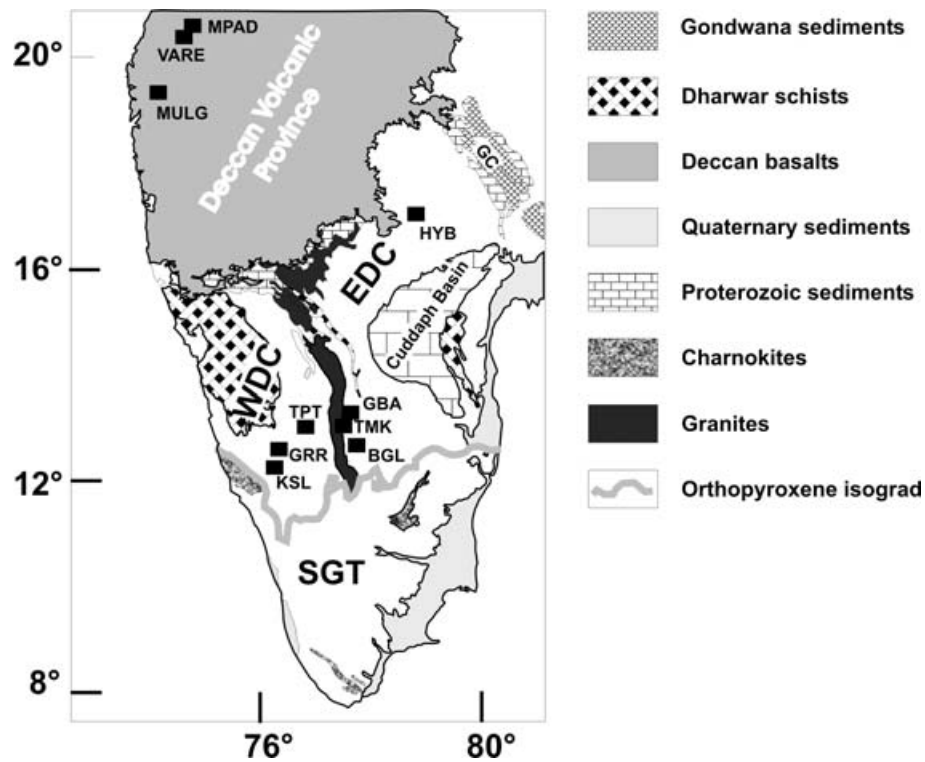 20°
16°
12°
8°
76°
80°
MPAD
VARE
MULG
Deccan Volcanic
Province
GC
HYB
EDC
Cuddaph Basin
WDC
TPT
GBA
TMK
GRR
BGL
KSL
SGT
Gondwana sediments
Dharwar schists
Deccan basalts
Quaternary sediments
Proterozoic sediments
Charnokites
Granites
Orthopyroxene isograd